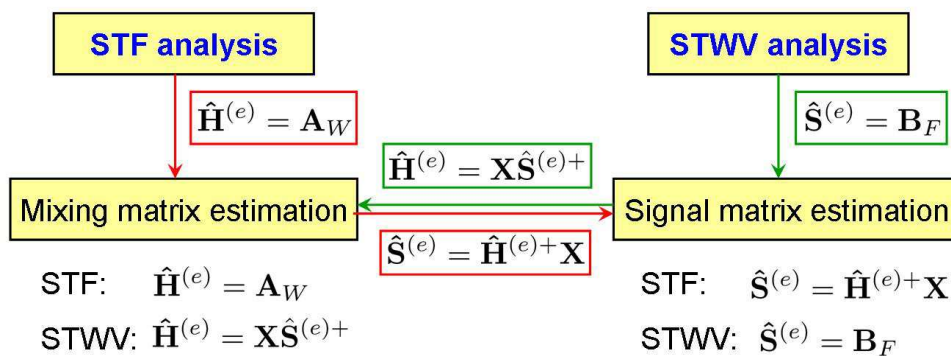 STF analysis
STWV analysis
Ĥ^(e) = A_W
Ŝ^(e) = B_F
Ĥ^(e) = XŜ^(e)+
Mixing matrix estimation
Signal matrix estimation
Ŝ^(e) = Ĥ^(e)+X
STF: Ĥ^(e) = A_W
STF: Ŝ^(e) = Ĥ^(e)+X
STWV: Ĥ^(e) = XŜ^(e)+
STWV: Ŝ^(e) = B_F